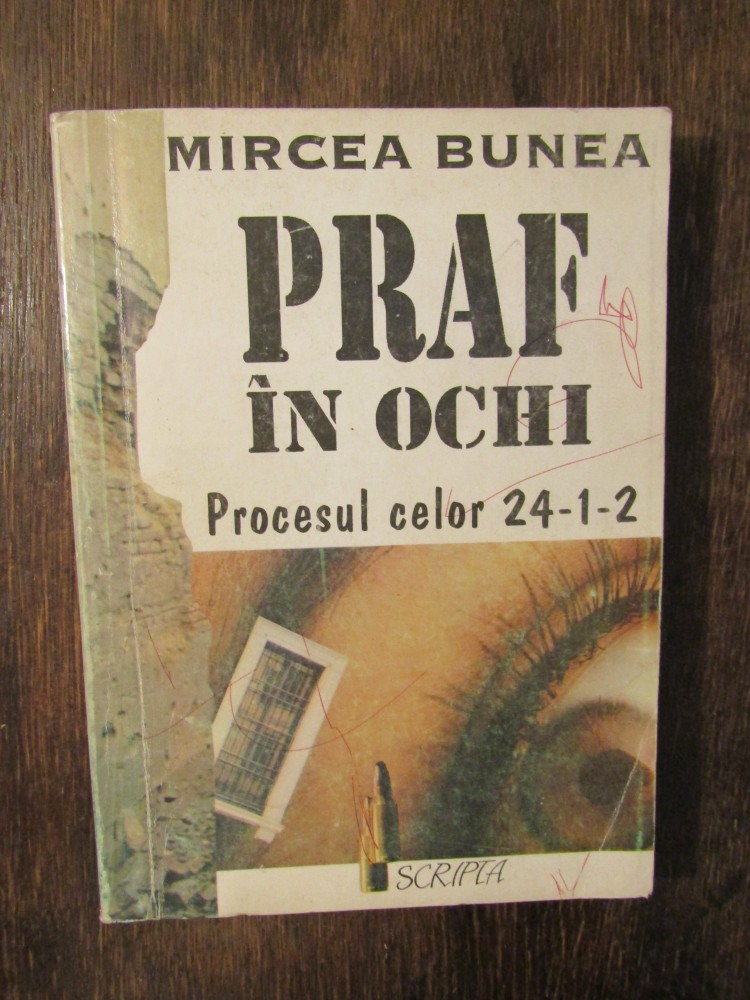 MIRCEA BUNEA
PRAF
ÎN OCHI
Procesul celor 24-1-2
SCRIPTA